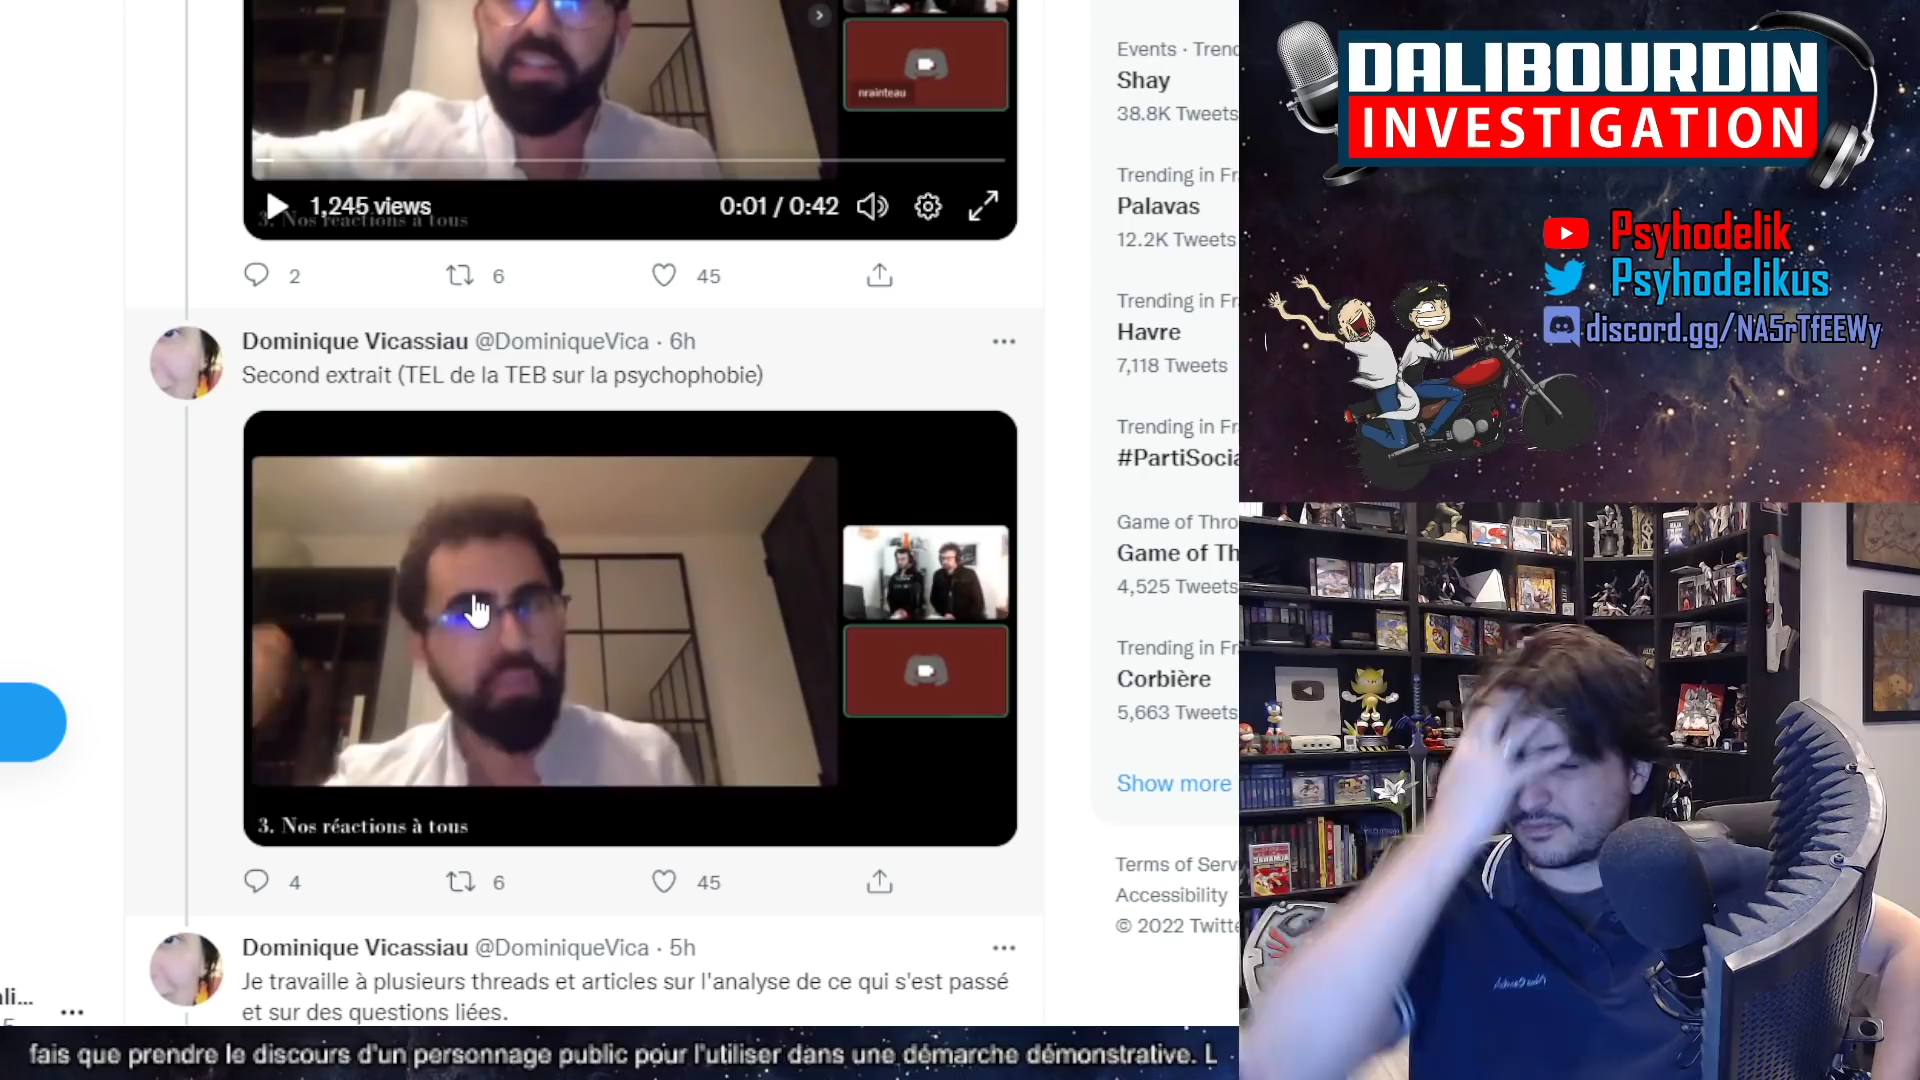 nrainteau
1,245 views
0:01 / 0:42
3. Nos réactions à tous
2
6
45
Dominique Vicassiau @DominiqueVica · 6h
Second extrait (TEL de la TEB sur la psychophobie)
3. Nos réactions à tous
4
6
45
Dominique Vicassiau @DominiqueVica · 5h
Je travaille à plusieurs threads et articles sur l'analyse de ce qui s'est passé
et sur des questions liées.
Events · Trend
Shay
38.8K Tweets
Trending in Fr
Palavas
12.2K Tweets
Trending in Fr
Havre
7,118 Tweets
Trending in Fr
#PartiSocia
Game of Thro
Game of Th
4,525 Tweets
Trending in Fr
Corbière
5,663 Tweets
Show more
Terms of Serv
Accessibility
© 2022 Twitte
DALIBOURDIN
INVESTIGATION
Psyhodelik
Psyhodelikus
discord.gg/NA5rTfEEWy
fais que prendre le discours d'un personnage public pour l'utiliser dans une démarche démonstrative. L